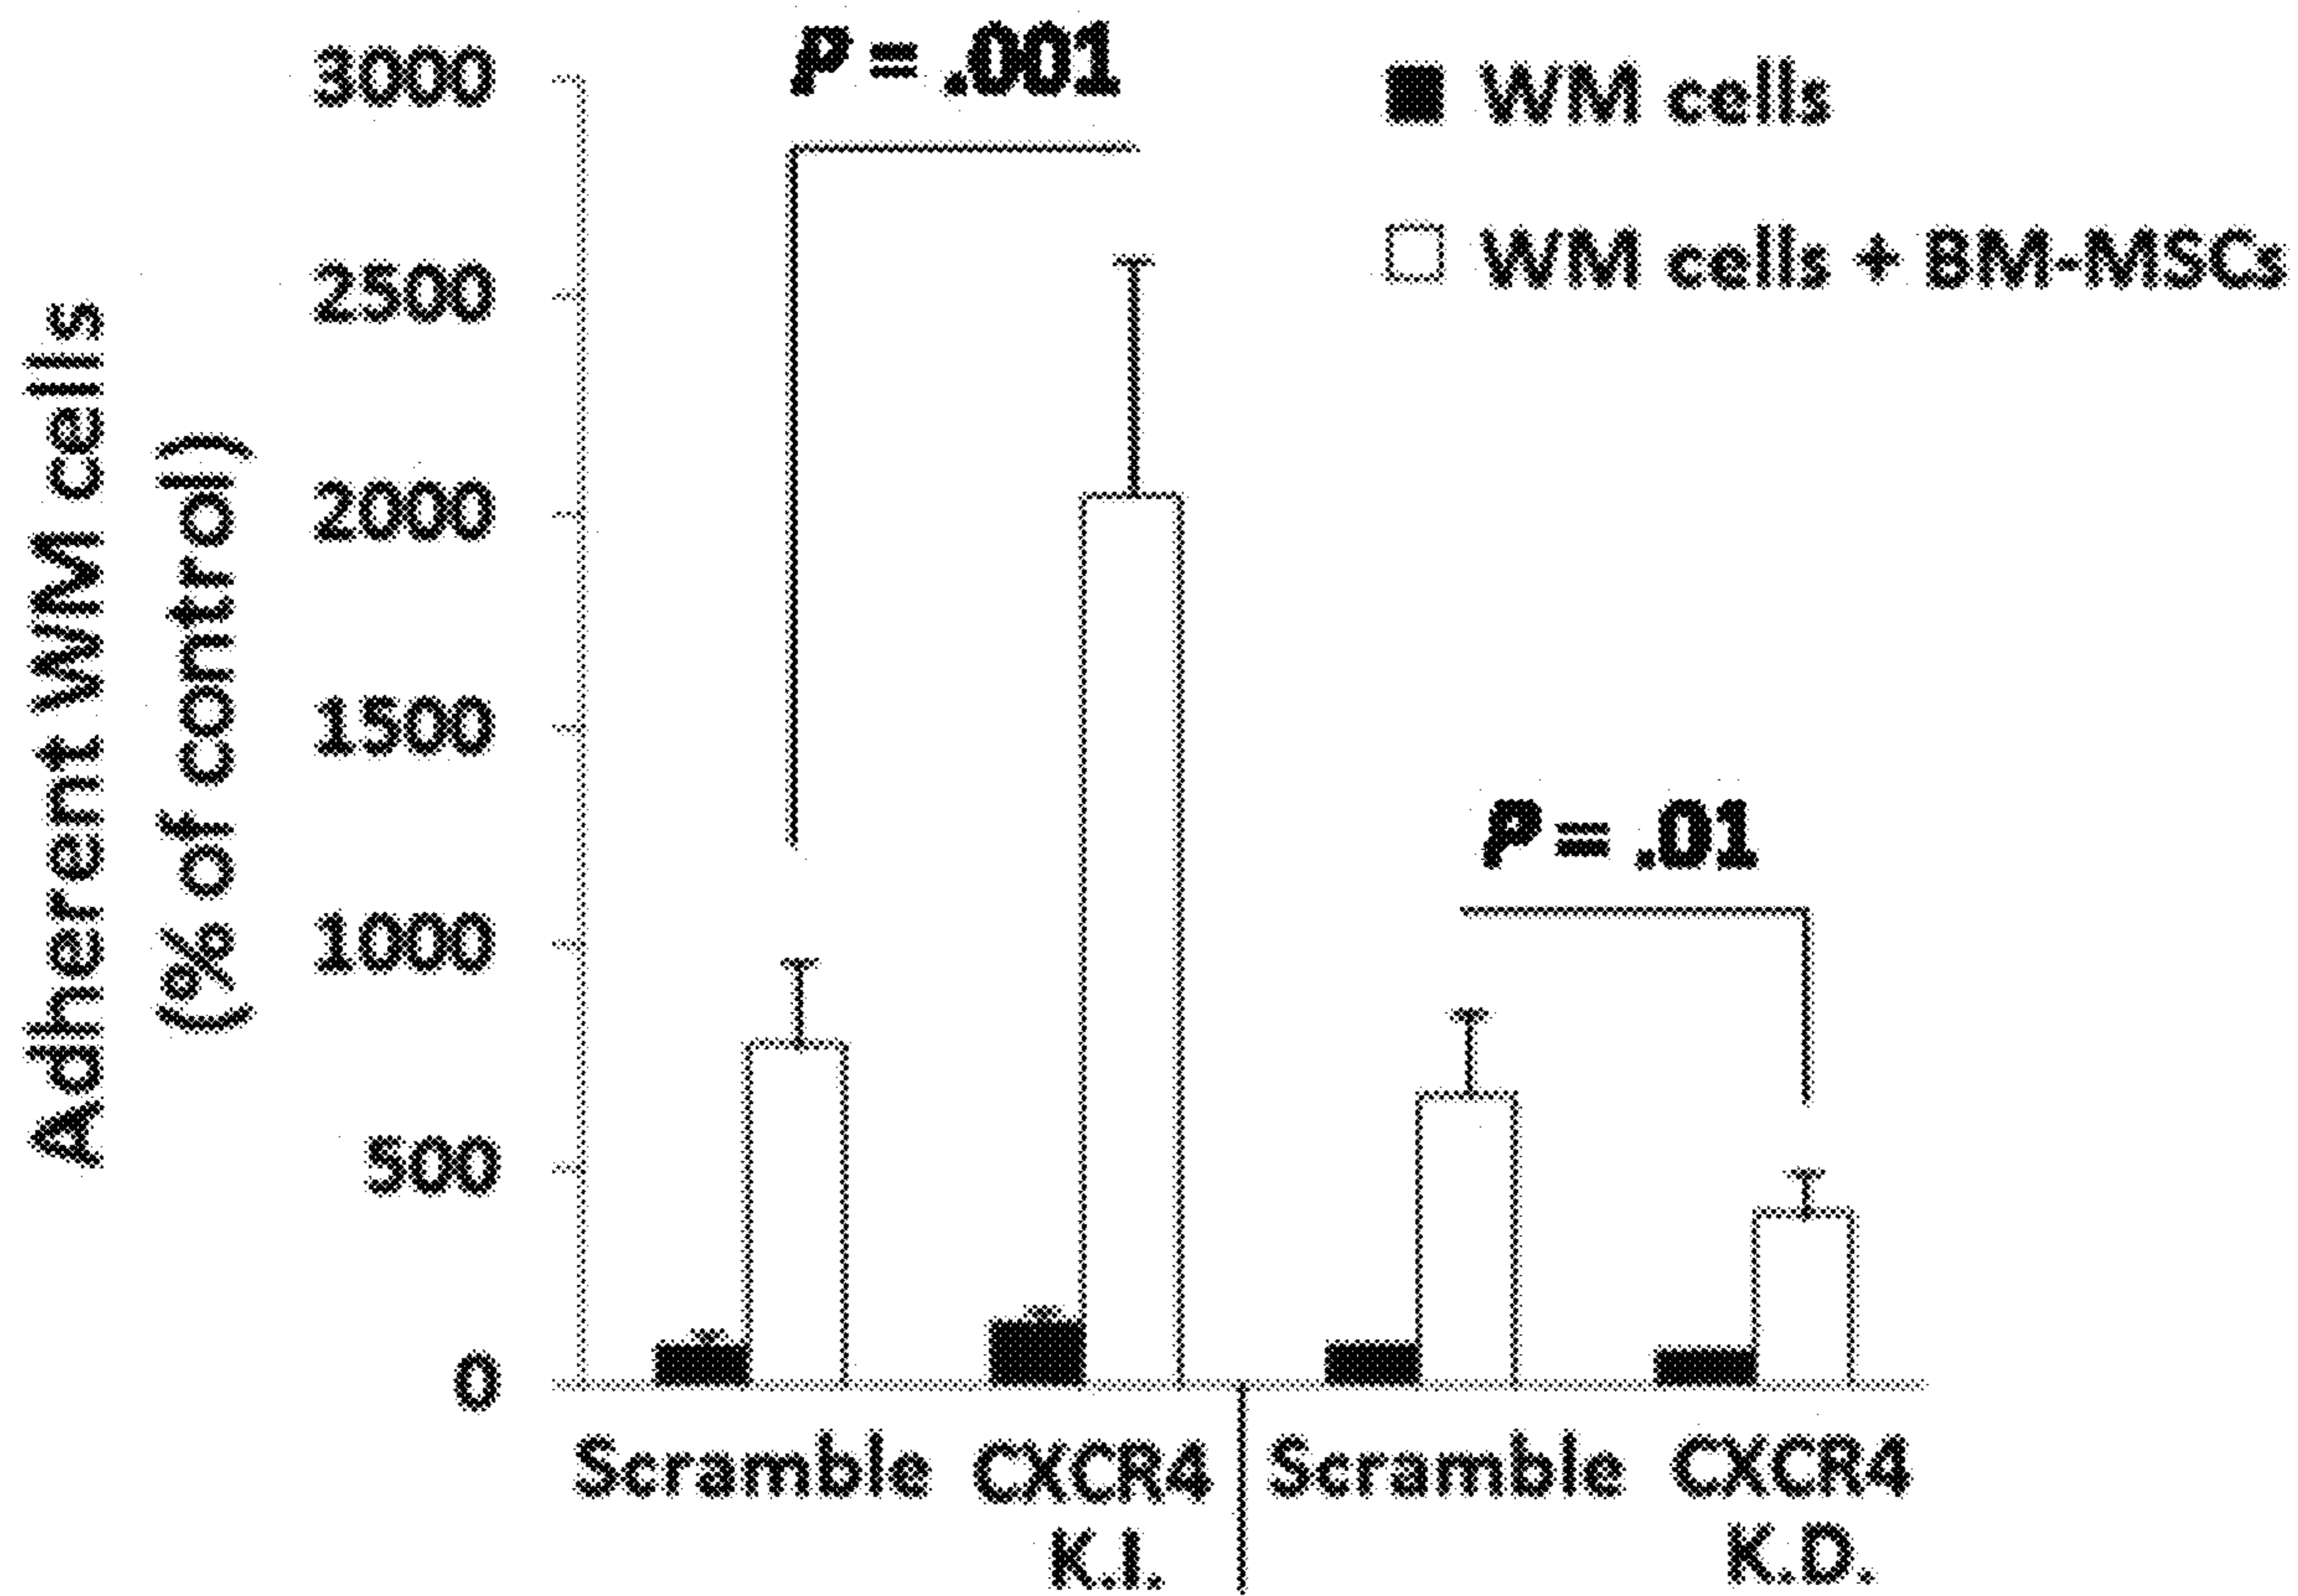 Adherent WM cells
(% of control)
3000
2500
2000
1500
1000
500
0
P = .001
WM cells
WM cells + BM-MSCs
P = .01
Scramble CXCR4 K.I.
Scramble CXCR4 K.D.